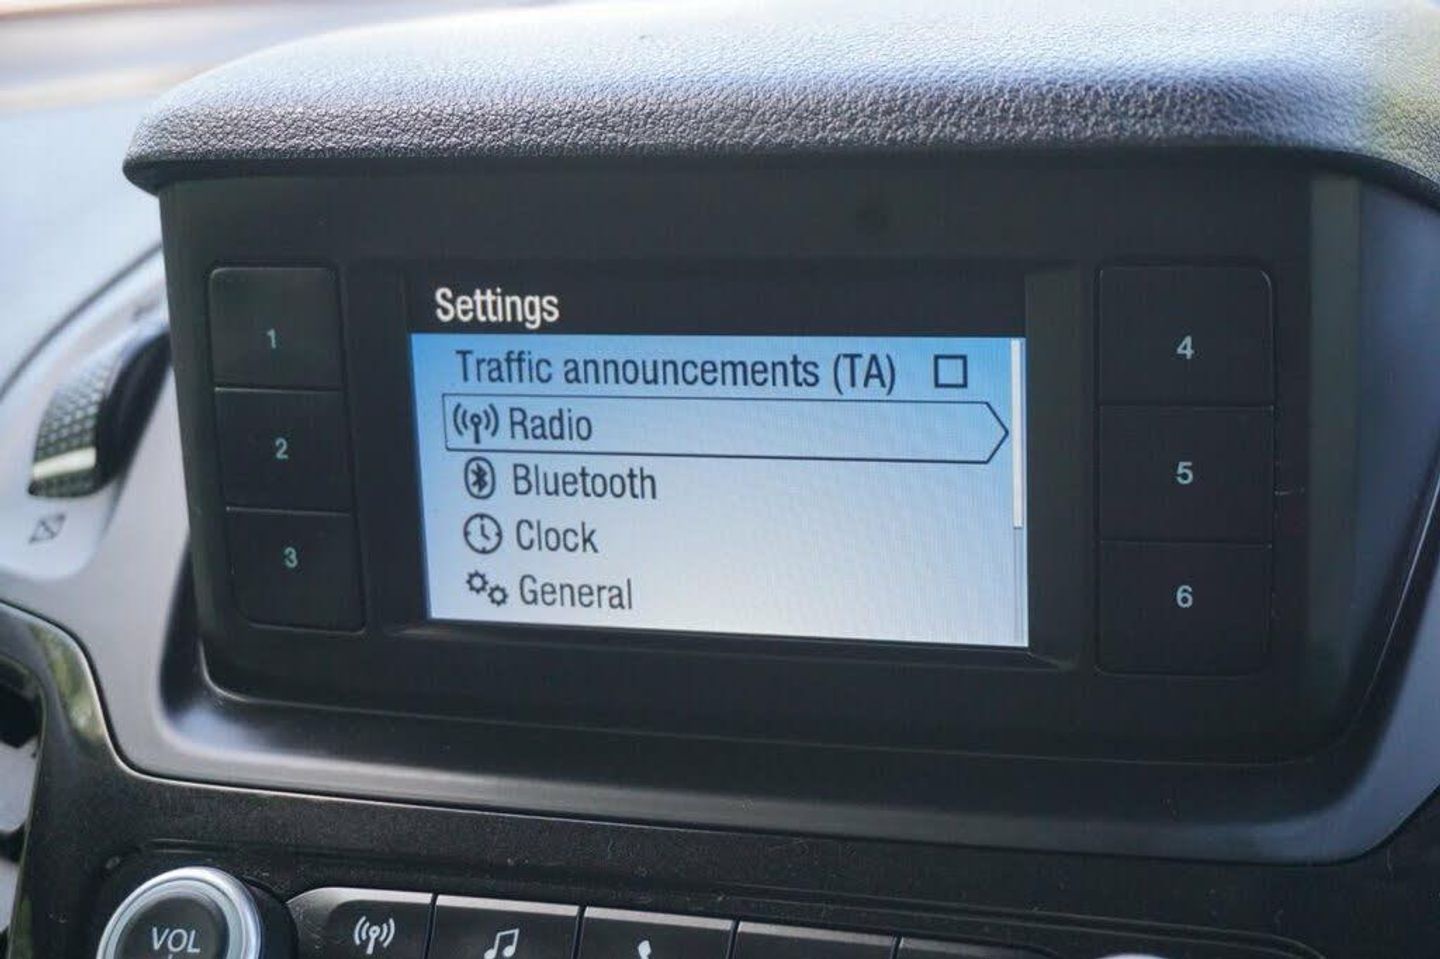 Settings
Traffic announcements (TA)
Radio
Bluetooth
Clock
General
1
2
3
4
5
6
VOL